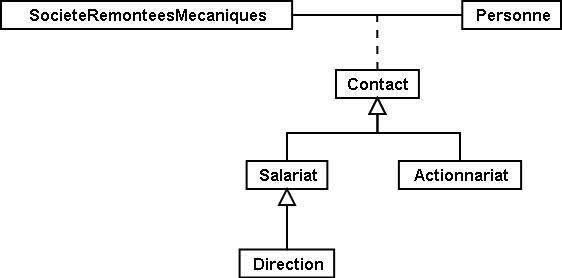 SocieteRemonteesMecaniques
Personne
Contact
Salariat
Actionnariat
Direction